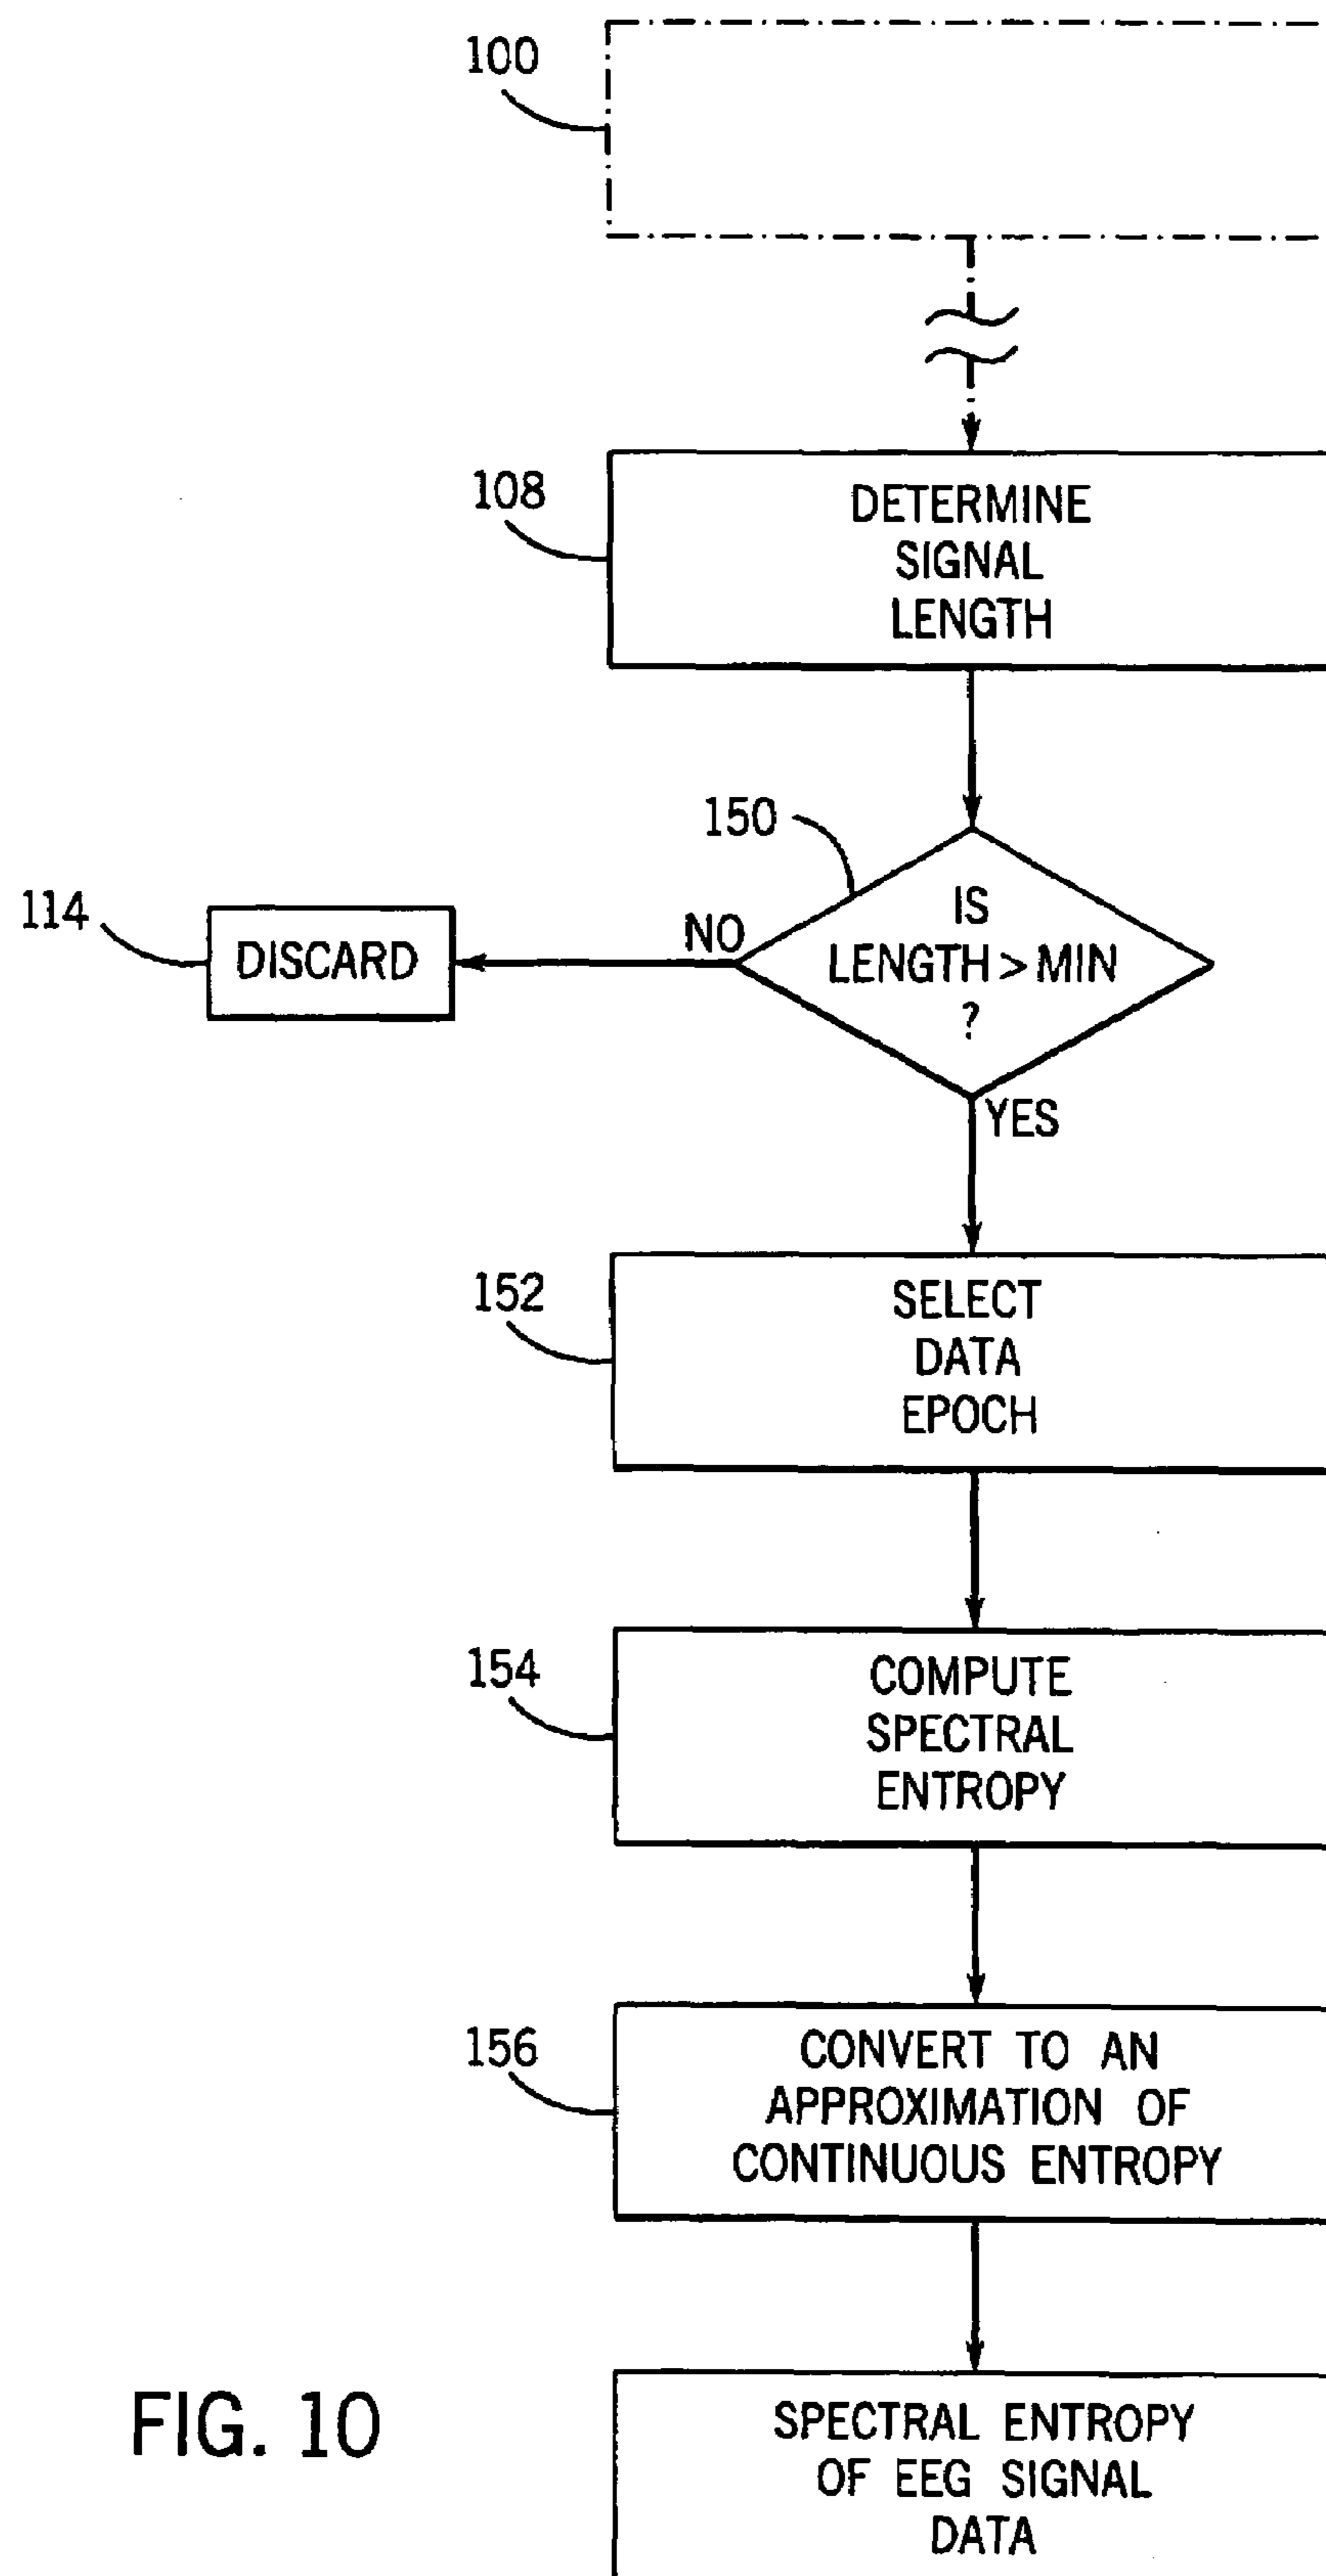 100
108
DETERMINE
SIGNAL
LENGTH
150
114
DISCARD
NO
IS
LENGTH > MIN
?
YES
152
SELECT
DATA
EPOCH
154
COMPUTE
SPECTRAL
ENTROPY
156
CONVERT TO AN
APPROXIMATION OF
CONTINUOUS ENTROPY
SPECTRAL ENTROPY
OF EEG SIGNAL
DATA
FIG. 10